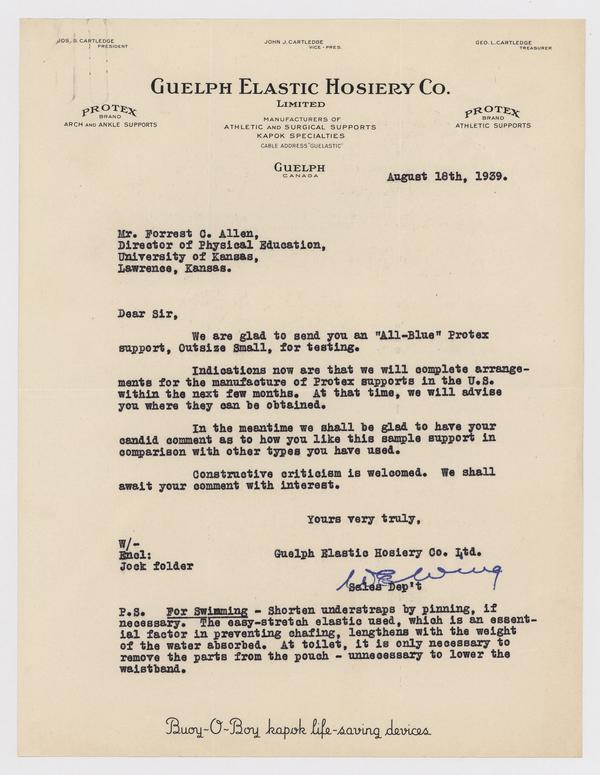 JOS. S. CARTLEDGE
PRESIDENT
JOHN J. CARTLEDGE
VICE-PRES.
GEO. L. CARTLEDGE
TREASURER
GUELPH ELASTIC HOSIERY CO.
LIMITED
PROTEX
BRAND
ARCH AND ANKLE SUPPORTS
MANUFACTURERS OF
ATHLETIC AND SURGICAL SUPPORTS
KAPOK SPECIALTIES
CABLE ADDRESS "GUELASTIC"
PROTEX
BRAND
ATHLETIC SUPPORTS
GUELPH
CANADA
August 18th, 1939.
Mr. Forrest C. Allen,
Director of Physical Education,
University of Kansas,
Lawrence, Kansas.
Dear Sir,
We are glad to send you an "All-Blue" Protex
support, Outsize Small, for testing.
Indications now are that we will complete arrange-
ments for the manufacture of Protex supports in the U.S.
within the next few months. At that time, we will advise
you where they can be obtained.
In the meantime we shall be glad to have your
candid comment as to how you like this sample support in
comparison with other types you have used.
Constructive criticism is welcomed. We shall
await your comment with interest.
Yours very truly,
W/-
Encl:
Jock folder
Guelph Elastic Hosiery Co. Ltd.
Sales Dep't
P.S. For Swimming - Shorten understraps by pinning, if
necessary. The easy-stretch elastic used, which is an essent-
ial factor in preventing chafing, lengthens with the weight
of the water absorbed. At toilet, it is only necessary to
remove the parts from the pouch - unnecessary to lower the
waistband.
Buoy-O-Boy kapok life-saving devices